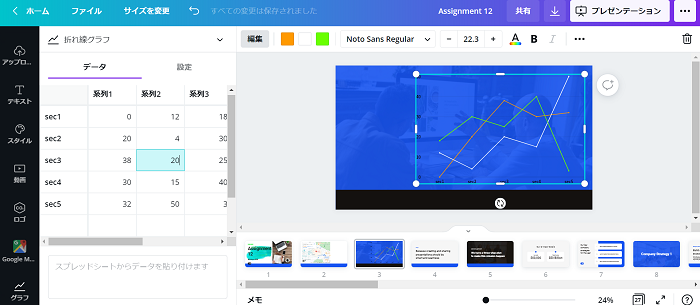 ホーム
ファイル
サイズを変更
すべての変更は保存されました
Assignment 12
共有
プレゼンテーション
アップロ...
テキスト
スタイル
動画
ロゴ
Google M...
グラフ
折れ線グラフ
データ
設定
系列1 系列2 系列3
sec1 0 12 18
sec2 20 4 30
sec3 38 20 25
sec4 30 15 40
sec5 32 50 3
スプレッドシートからデータを貼り付けます
編集
Noto Sans Regular
– 22.3 +
A B I
Assignment
12
Company Strategy 1
1 2 3 4 5 6 7 8
メモ
24%
27